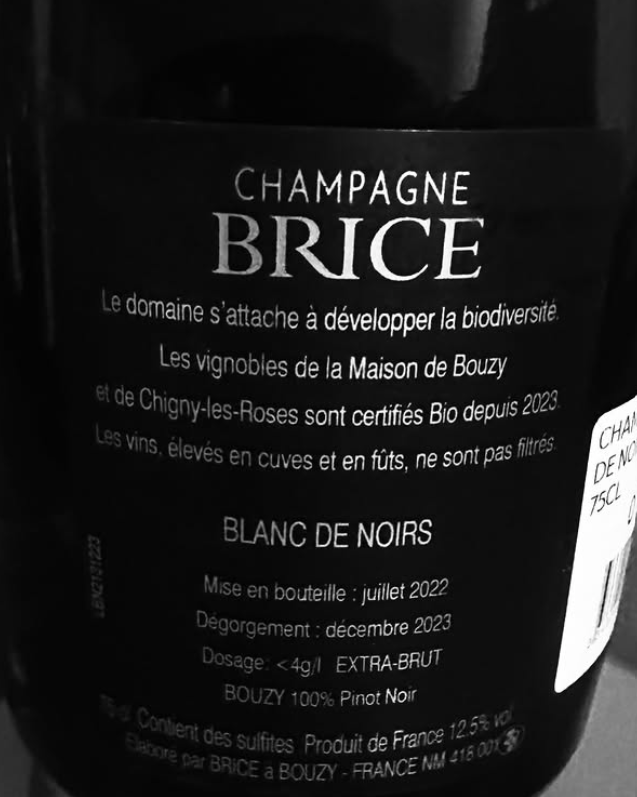 CHAMPAGNE
BRICE
Le domaine s'attache à développer la biodiversité.
Les vignobles de la Maison de Bouzy
et de Chigny-les-Roses sont certifiés Bio depuis 2023.
Les vins, élevés en cuves et en fûts, ne sont pas filtrés.
BLANC DE NOIRS
Mise en bouteille : juillet 2022
Dégorgement : décembre 2023
Dosage: <4g/l EXTRA-BRUT
BOUZY 100% Pinot Noir
Contient des sulfites Produit de France 12.5% vol
Elaboré par BRICE à BOUZY - FRANCE NM 418 001
DE NO
75CL